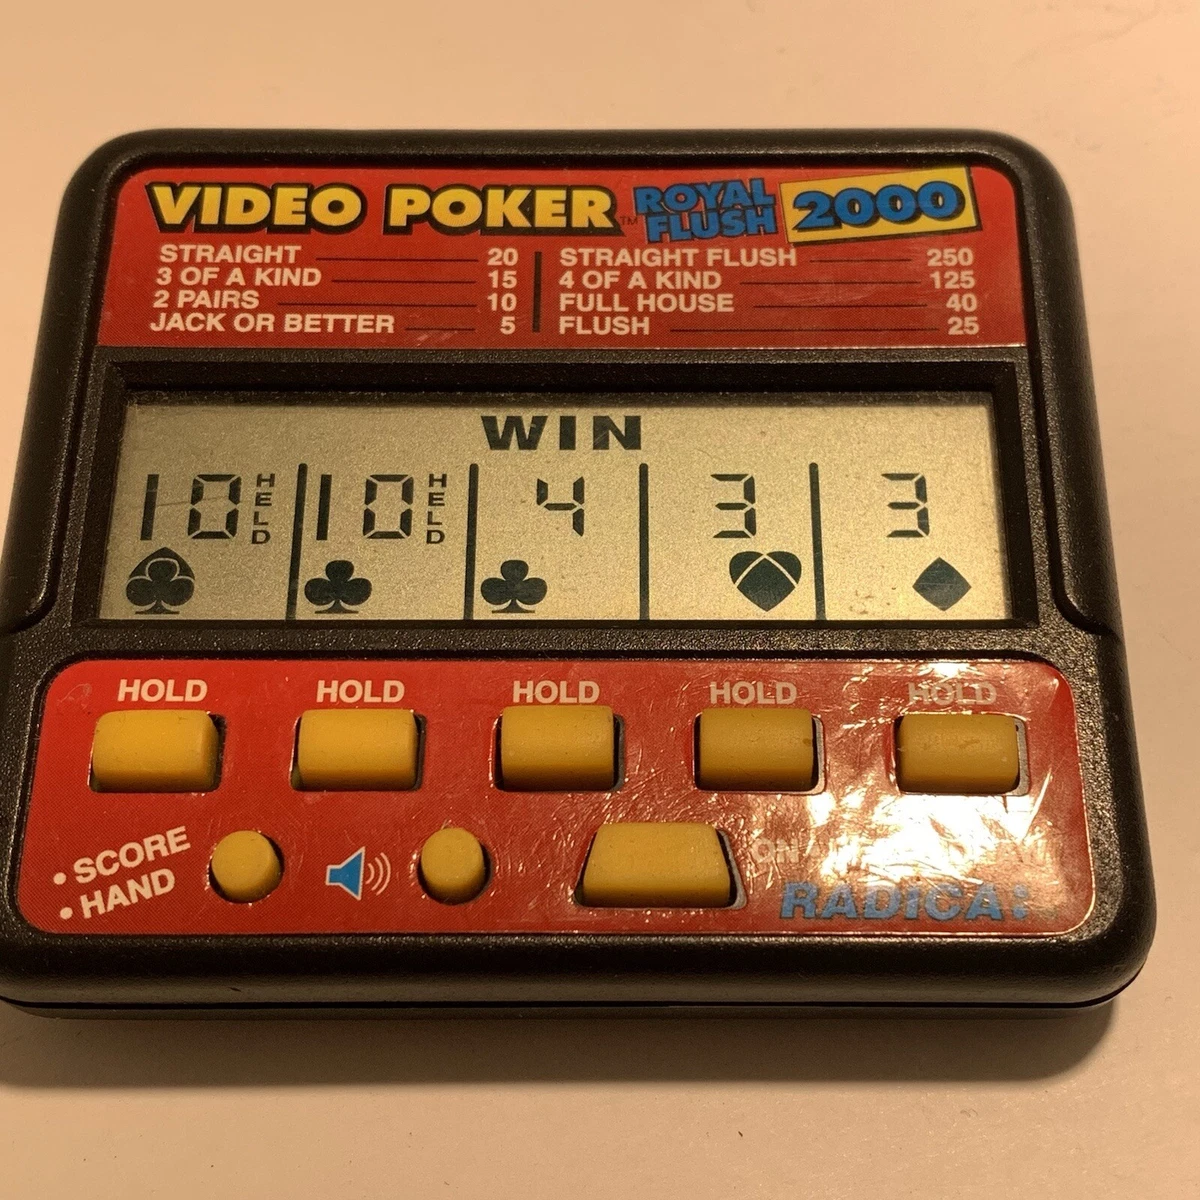 VIDEO POKER™ ROYAL FLUSH 2000
STRAIGHT 20
3 OF A KIND 15
2 PAIRS 10
JACK OR BETTER 5
STRAIGHT FLUSH 250
4 OF A KIND 125
FULL HOUSE 40
FLUSH 25
WIN
10 HELD 10 HELD 4 3 3
HOLD HOLD HOLD HOLD HOLD
• SCORE
• HAND
ON
RADICA: